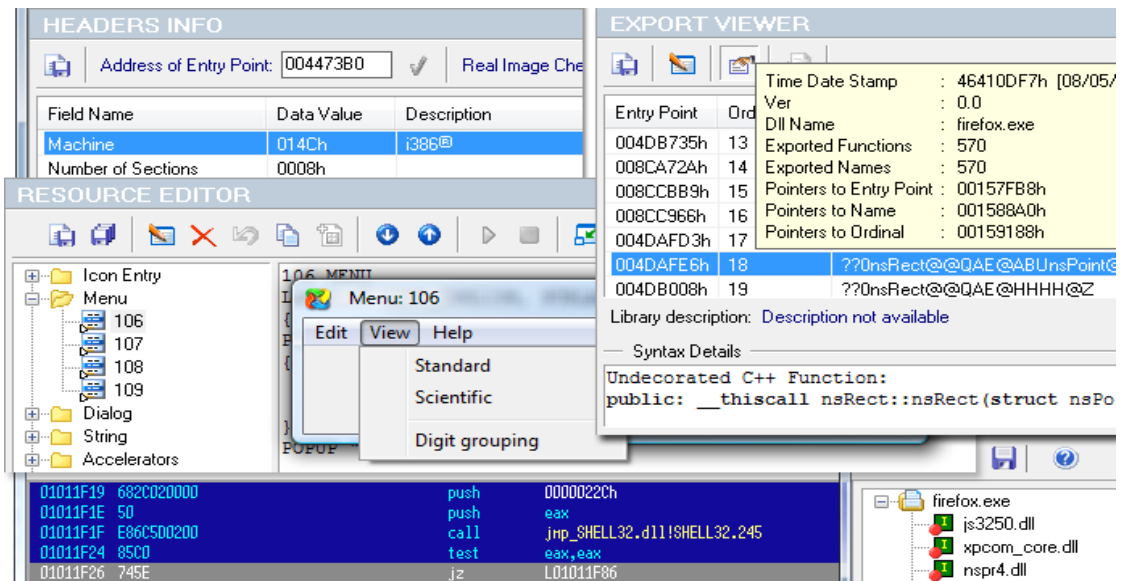 HEADERS INFO
Address of Entry Point: 004473B0 Real Image Che
Field Name Data Value Description
Machine 014Ch i386®
Number of Sections 0008h
EXPORT VIEWER
Entry Point Ord
004DB735h 13
008CA72Ah 14
008CCBB9h 15
008CC966h 16
004DAFD3h 17
004DAFE6h 18 ??0nsRect@@QAE@ABUnsPoint@
004DB008h 19 ??0nsRect@@QAE@HHHH@Z
Time Date Stamp : 46410DF7h [08/05/
Ver : 0.0
Dll Name : firefox.exe
Exported Functions : 570
Exported Names : 570
Pointers to Entry Point : 00157FB8h
Pointers to Name : 001588A0h
Pointers to Ordinal : 00159188h
Library description: Description not available
Syntax Details
Undecorated C++ Function:
public: __thiscall nsRect::nsRect(struct nsPo
RESOURCE EDITOR
Icon Entry
Menu
106
107
108
109
Dialog
String
Accelerators
106 MENU
{
{
}
POPUP
Menu: 106
Edit View Help
Standard
Scientific
Digit grouping
01011F19 682C020000 push 0000022Ch
01011F1E 50 push eax
01011F1F E86C5D0200 call jmp_SHELL32.dll!SHELL32.245
01011F24 85C0 test eax,eax
01011F26 745E jz L01011F86
firefox.exe
js3250.dll
xpcom_core.dll
nspr4.dll